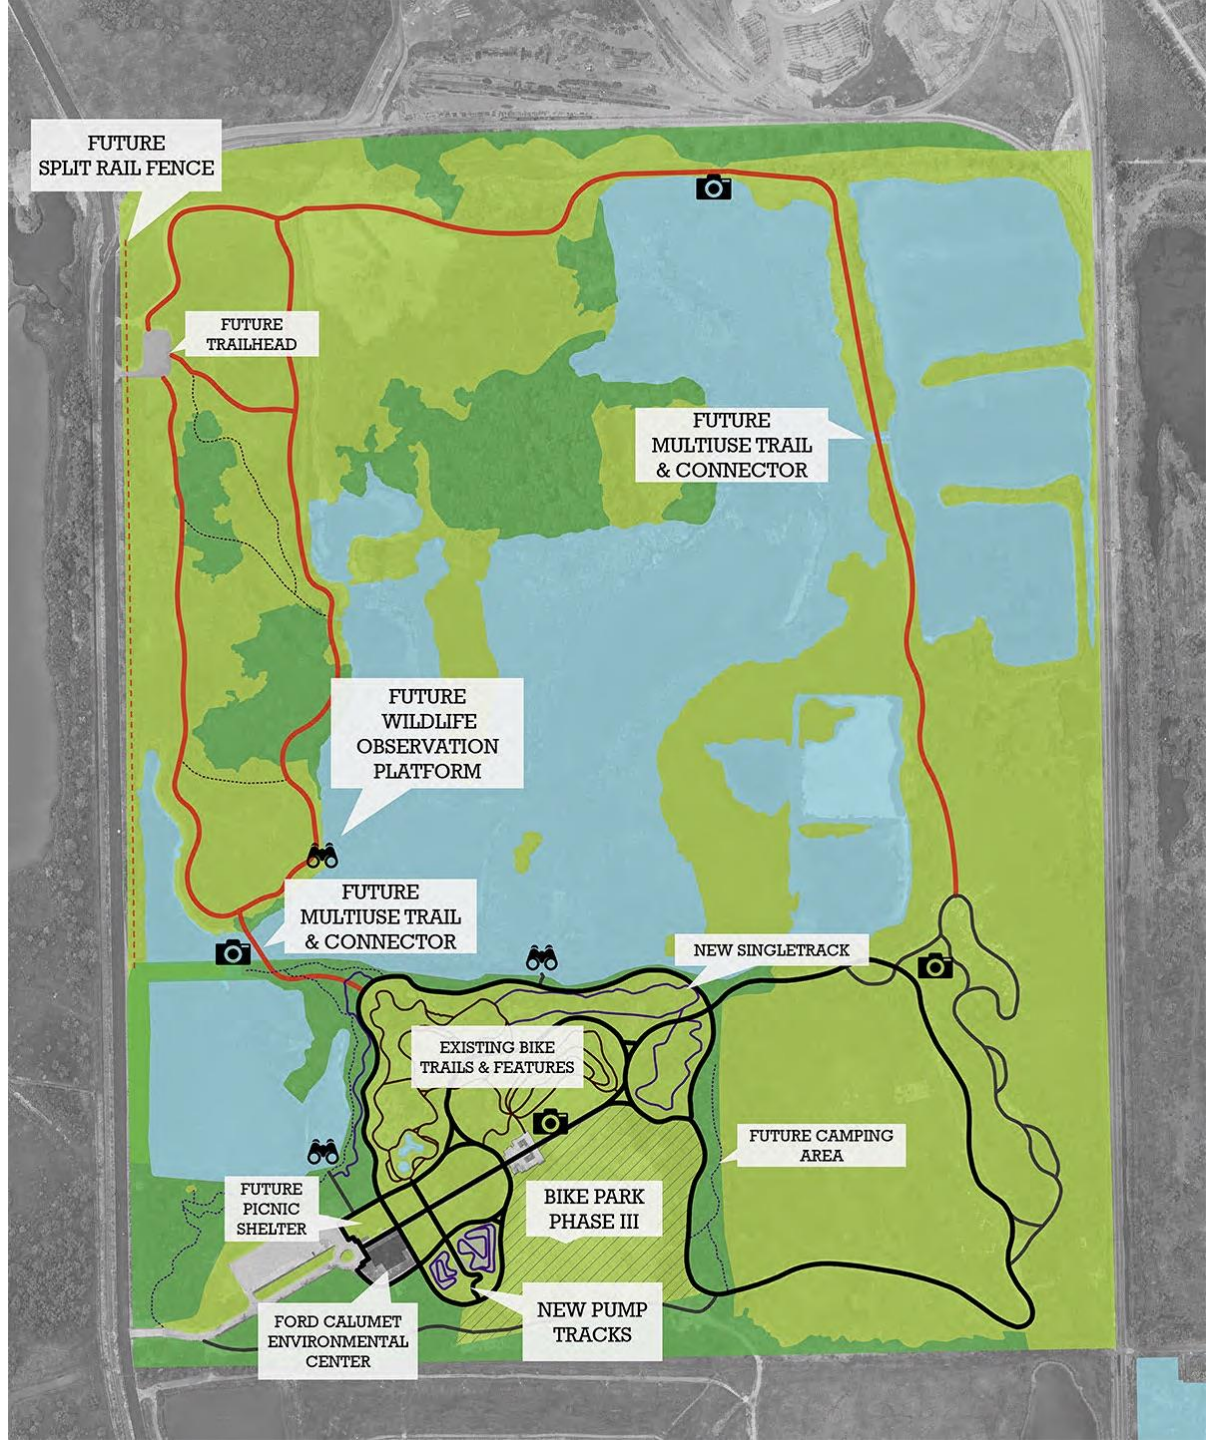 FUTURE
SPLIT RAIL FENCE
FUTURE
TRAILHEAD
FUTURE
MULTIUSE TRAIL
& CONNECTOR
FUTURE
WILDLIFE
OBSERVATION
PLATFORM
FUTURE
MULTIUSE TRAIL
& CONNECTOR
NEW SINGLETRACK
EXISTING BIKE
TRAILS & FEATURES
FUTURE CAMPING
AREA
FUTURE
PICNIC
SHELTER
BIKE PARK
PHASE III
FORD CALUMET
ENVIRONMENTAL
CENTER
NEW PUMP
TRACKS